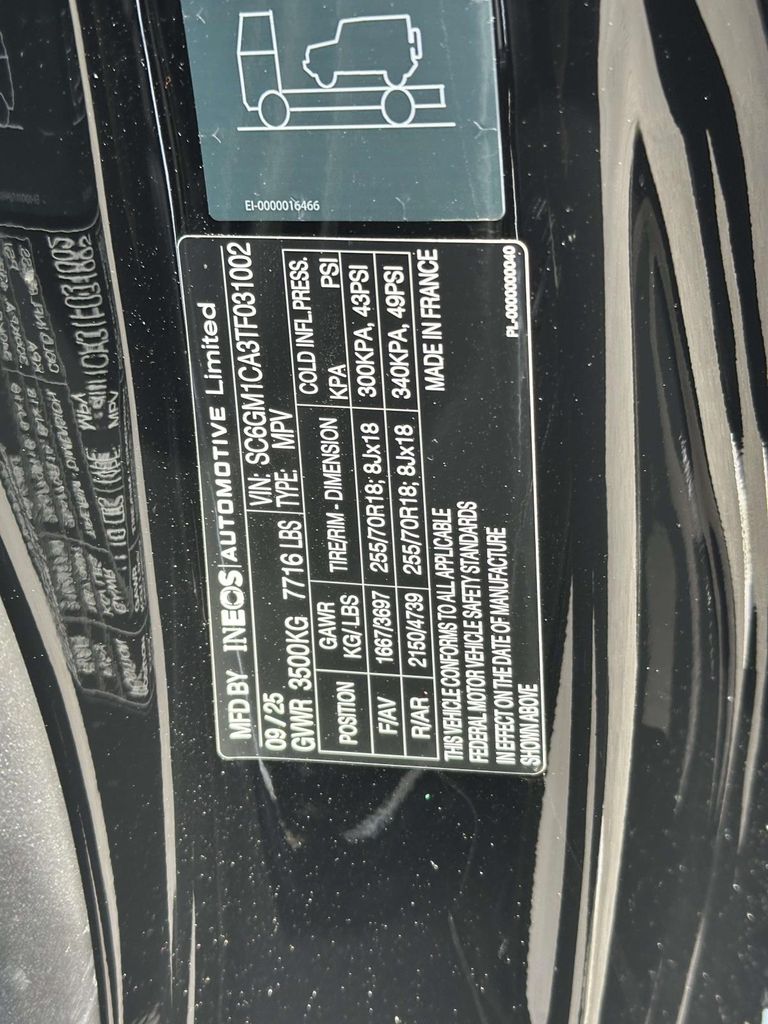 EI-0000016466
MFD BY INEOS AUTOMOTIVE Limited
09 / 25 VIN: SC6GM1CA3TF031002
GVWR 3500KG 7716 LBS TYPE: MPV
POSITION GAWR KG/LBS TIRE/RIM - DIMENSION COLD INFL.PRESS. KPA PSI
F/AV 1667/3697 255/70R18; 8Jx18 300KPA, 43PSI
R/AR 2150/4739 255/70R18; 8Jx18 340KPA, 49PSI
THIS VEHICLE CONFORMS TO ALL APPLICABLE MADE IN FRANCE
FEDERAL MOTOR VEHICLE SAFETY STANDARDS
IN EFFECT ON THE DATE OF MANUFACTURE
SHOWN ABOVE
PL-0000000040